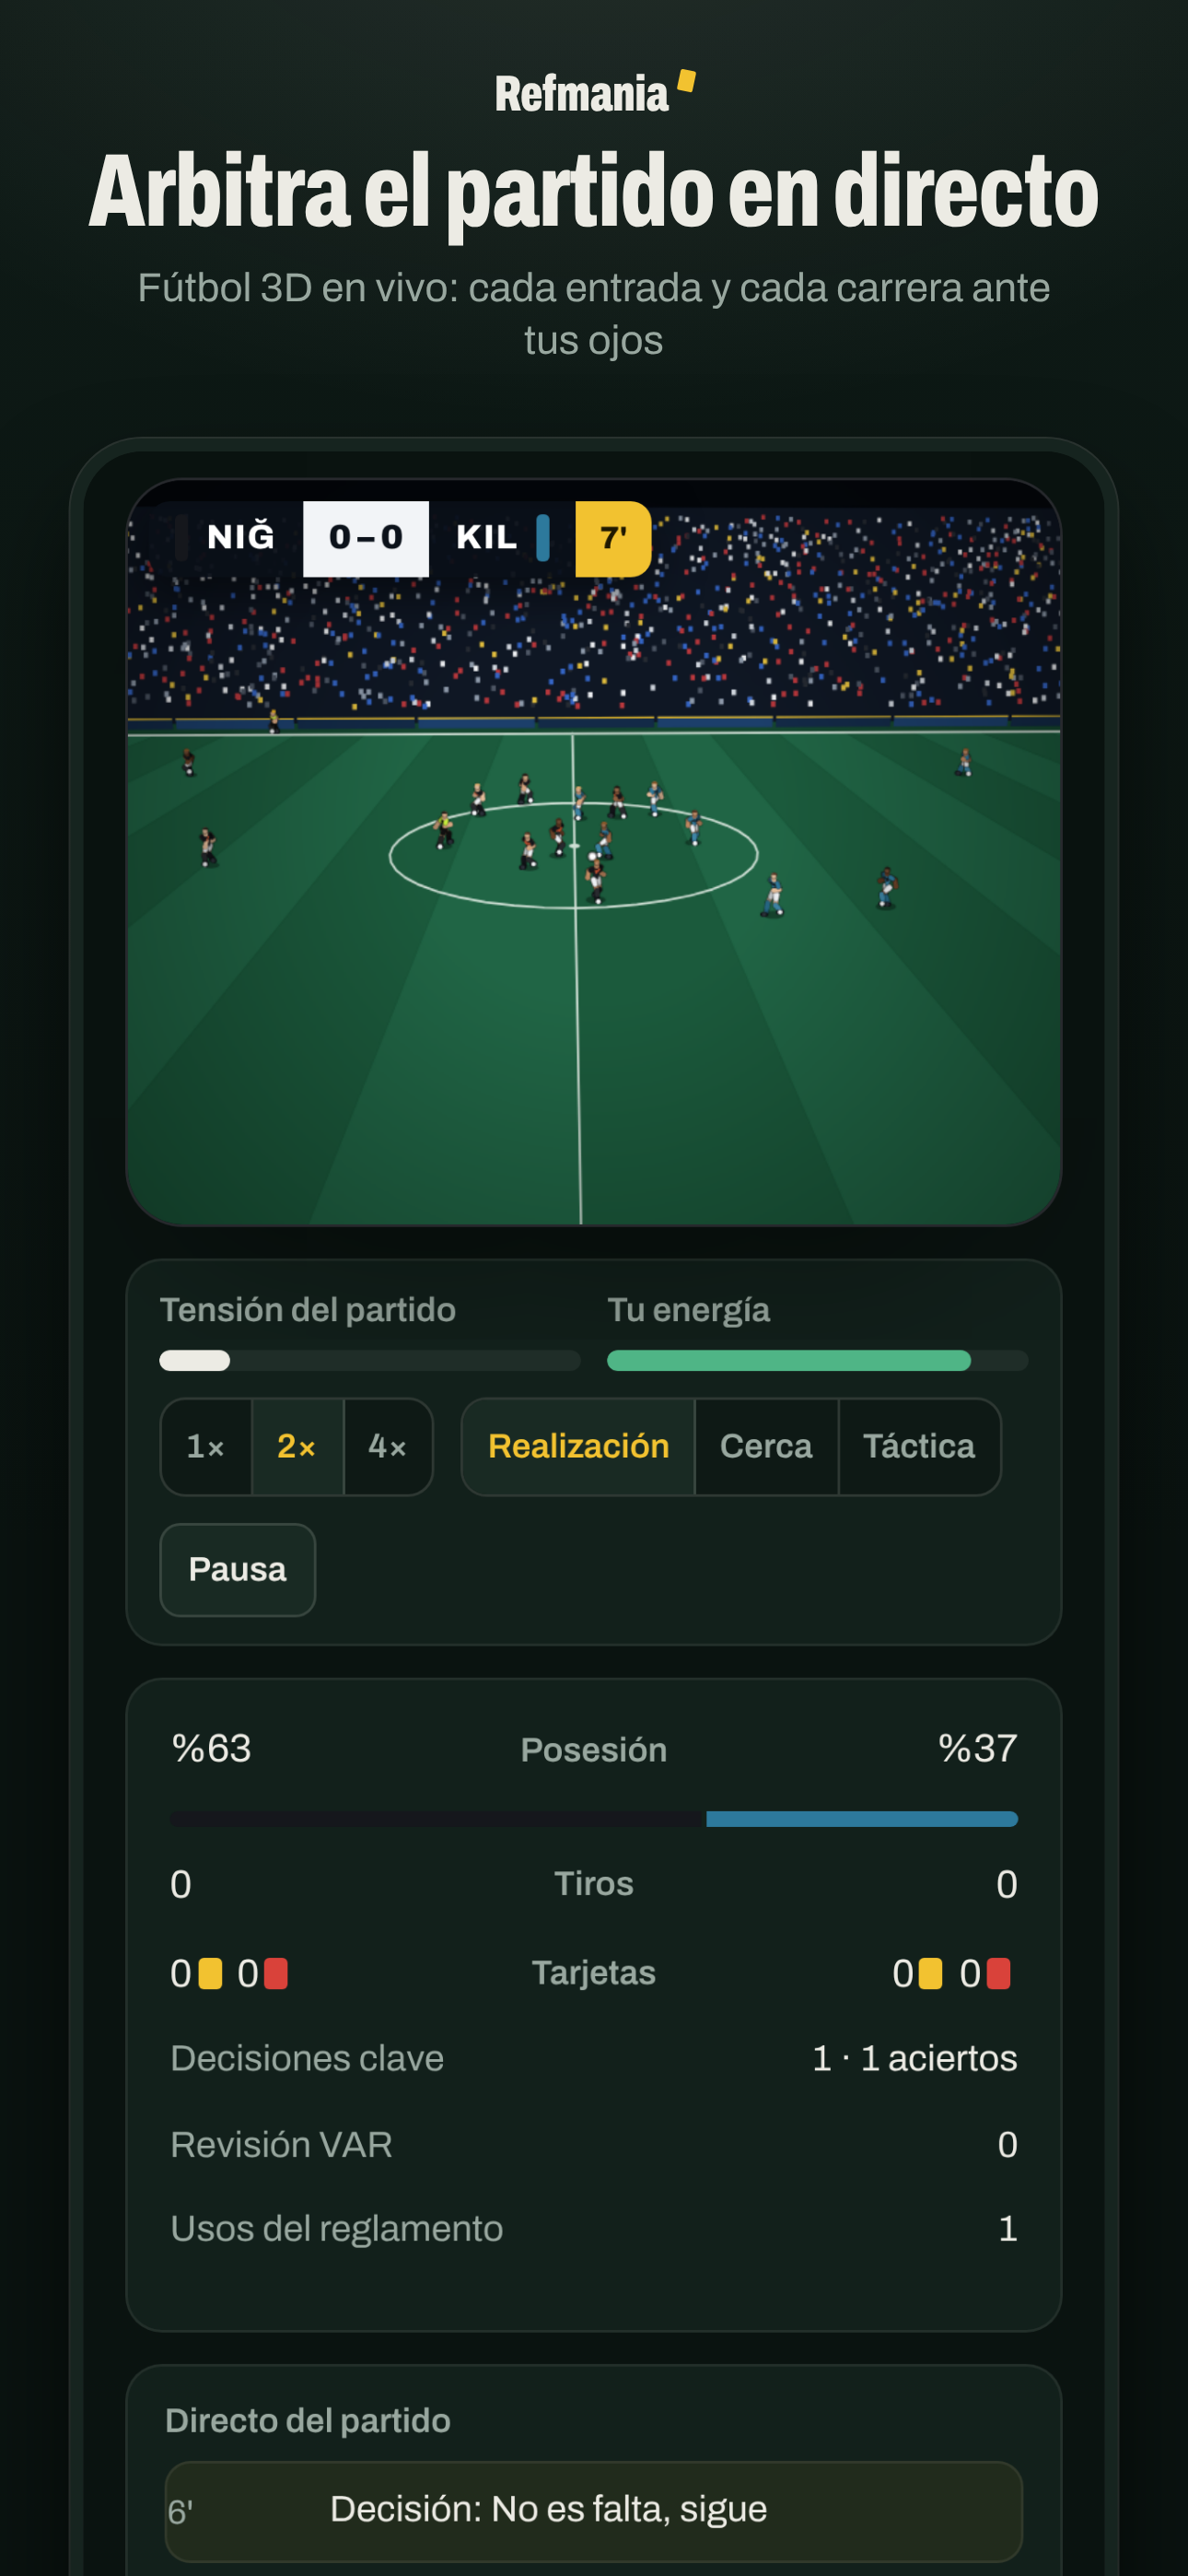 Refmania
Arbitra el partido en directo
Fútbol 3D en vivo: cada entrada y cada carrera ante
tus ojos
NIĞ 0–0 KIL 7'
Tensión del partido Tu energía
1× 2× 4× Realización Cerca Táctica
Pausa
%63 Posesión %37
0 Tiros 0
0 0 Tarjetas 0 0
Decisiones clave 1 · 1 aciertos
Revisión VAR 0
Usos del reglamento 1
Directo del partido
6' Decisión: No es falta, sigue